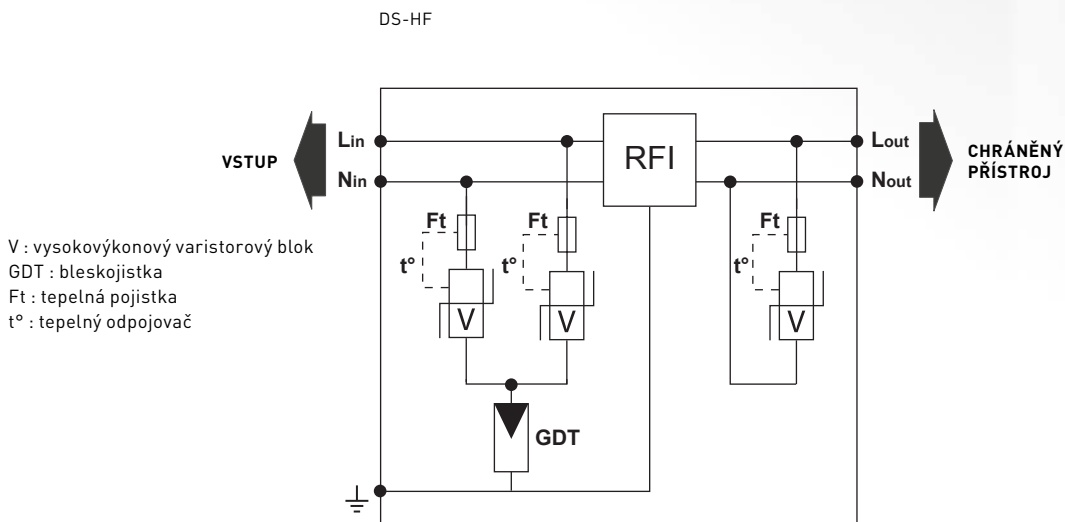 DS-HF
VSTUP
Lin
Nin
RFI
Lout
Nout
CHRÁNĚNÝ
PŘÍSTROJ
Ft
Ft
Ft
t°
t°
t°
V
V
V
GDT
V : vysokovýkonový varistorový blok
GDT : bleskojistka
Ft : tepelná pojistka
t° : tepelný odpojovač